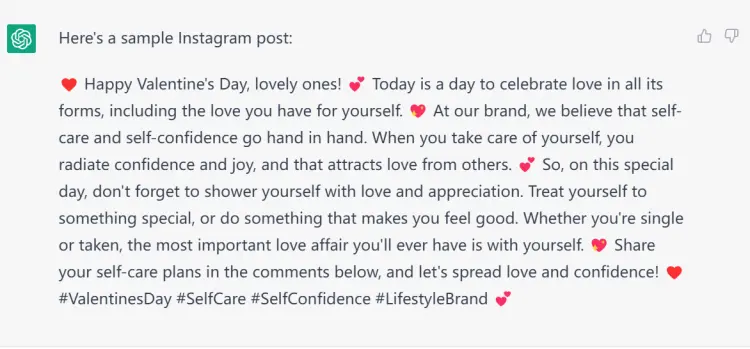 Here's a sample Instagram post:
❤️ Happy Valentine's Day, lovely ones! 💕 Today is a day to celebrate love in all its
forms, including the love you have for yourself. 💖 At our brand, we believe that self-
care and self-confidence go hand in hand. When you take care of yourself, you
radiate confidence and joy, and that attracts love from others. 💕 So, on this special
day, don't forget to shower yourself with love and appreciation. Treat yourself to
something special, or do something that makes you feel good. Whether you're single
or taken, the most important love affair you'll ever have is with yourself. 💖 Share
your self-care plans in the comments below, and let's spread love and confidence! ❤️
#ValentinesDay #SelfCare #SelfConfidence #LifestyleBrand 💕